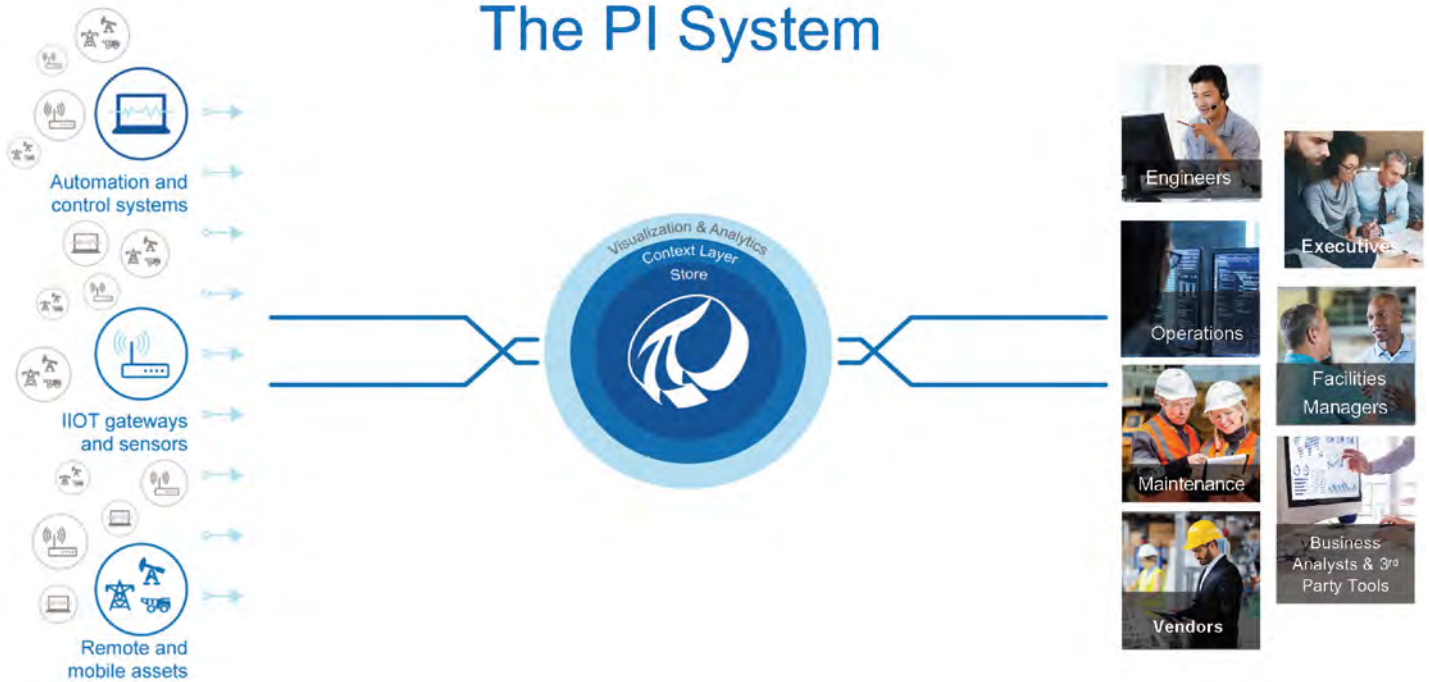 The PI System
Automation and
control systems
IIOT gateways
and sensors
Remote and
mobile assets
Visualization & Analytics
Context Layer
Store
Engineers
Executives
Operations
Facilities
Managers
Maintenance
Business
Analysts & 3rd
Party Tools
Vendors